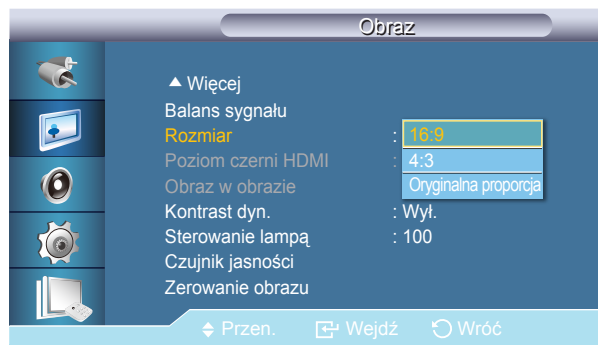 Obraz
▲ Więcej
Balans sygnału
Rozmiar : 16:9
Poziom czerni HDMI : 4:3
Obraz w obrazie Oryginalna proporcja
Kontrast dyn. : Wył.
Sterowanie lampą : 100
Czujnik jasności
Zerowanie obrazu
Przen. Wejdź Wróć